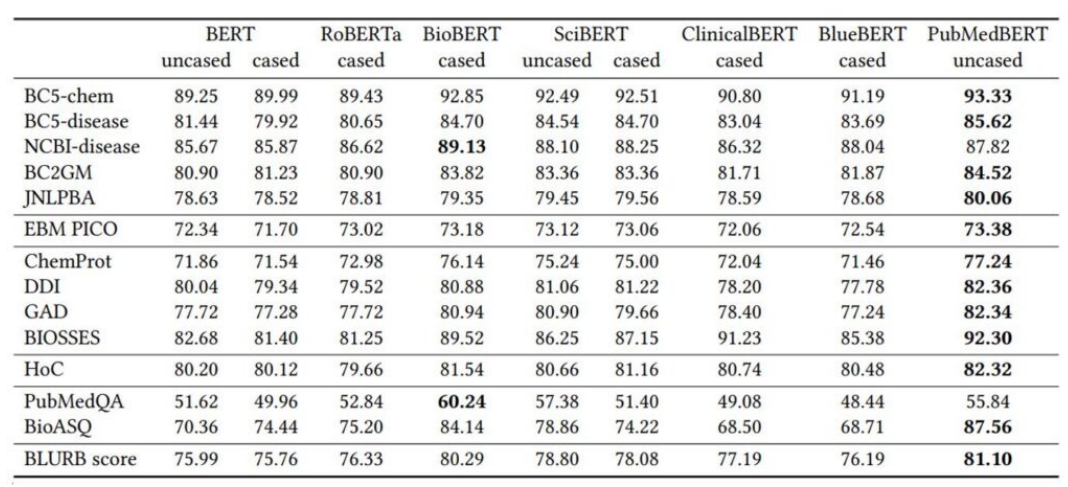 BERT RoBERTa BioBERT SciBERT ClinicalBERT BlueBERT PubMedBERT
uncased cased cased cased uncased cased cased cased uncased
BC5-chem 89.25 89.99 89.43 92.85 92.49 92.51 90.80 91.19 93.33
BC5-disease 81.44 79.92 80.65 84.70 84.54 84.70 83.04 83.69 85.62
NCBI-disease 85.67 85.87 86.62 89.13 88.10 88.25 86.32 88.04 87.82
BC2GM 80.90 81.23 80.90 83.82 83.36 83.36 81.71 81.87 84.52
JNLPBA 78.63 78.52 78.81 79.35 79.45 79.56 78.59 78.68 80.06
EBM PICO 72.34 71.70 73.02 73.18 73.12 73.06 72.06 72.54 73.38
ChemProt 71.86 71.54 72.98 76.14 75.24 75.00 72.04 71.46 77.24
DDI 80.04 79.34 79.52 80.88 81.06 81.22 78.20 77.78 82.36
GAD 77.72 77.28 77.72 80.94 80.90 79.66 78.40 77.24 82.34
BIOSSES 82.68 81.40 81.25 89.52 86.25 87.15 91.23 85.38 92.30
HoC 80.20 80.12 79.66 81.54 80.66 81.16 80.74 80.48 82.32
PubMedQA 51.62 49.96 52.84 60.24 57.38 51.40 49.08 48.44 55.84
BioASQ 70.36 74.44 75.20 84.14 78.86 74.22 68.50 68.71 87.56
BLURB score 75.99 75.76 76.33 80.29 78.80 78.08 77.19 76.19 81.10